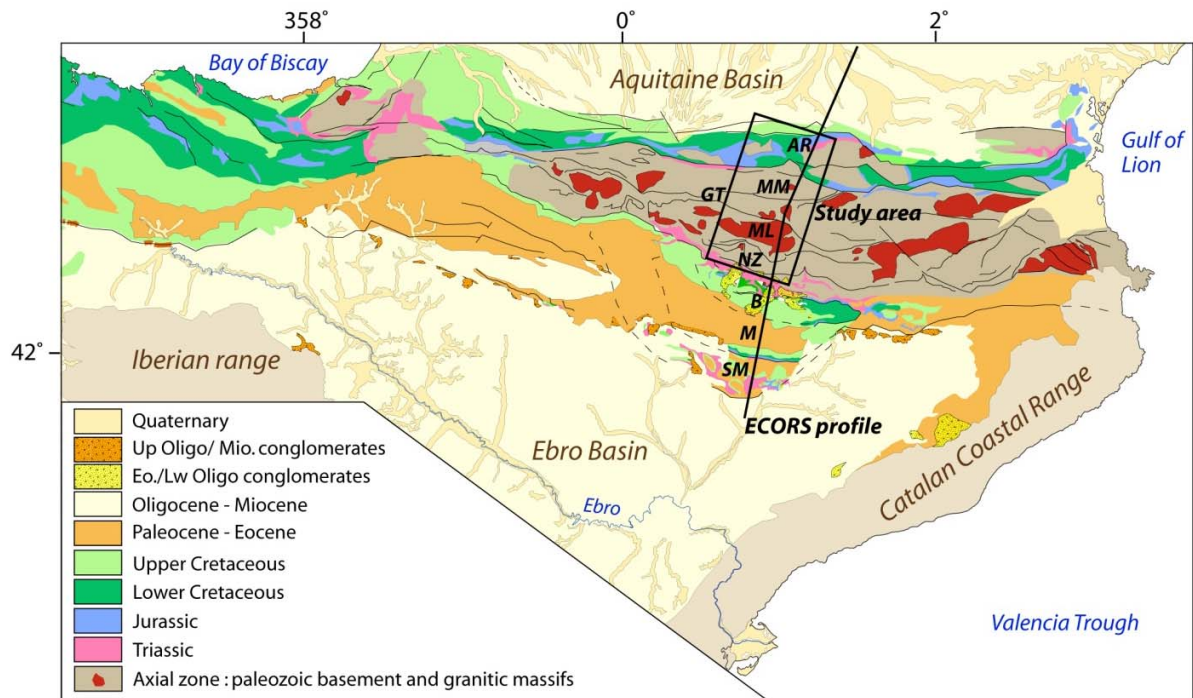 358°
0°
2°
Bay of Biscay
Aquitaine Basin
Gulf of
Lion
AR
MM
GT
Study area
ML
NZ
B
M
42°
Iberian range
SM
ECORS profile
Ebro Basin
Catalan Coastal Range
Ebro
Valencia Trough
Quaternary
Up Oligo/ Mio. conglomerates
Eo./Lw Oligo conglomerates
Oligocene - Miocene
Paleocene - Eocene
Upper Cretaceous
Lower Cretaceous
Jurassic
Triassic
Axial zone : paleozoic basement and granitic massifs